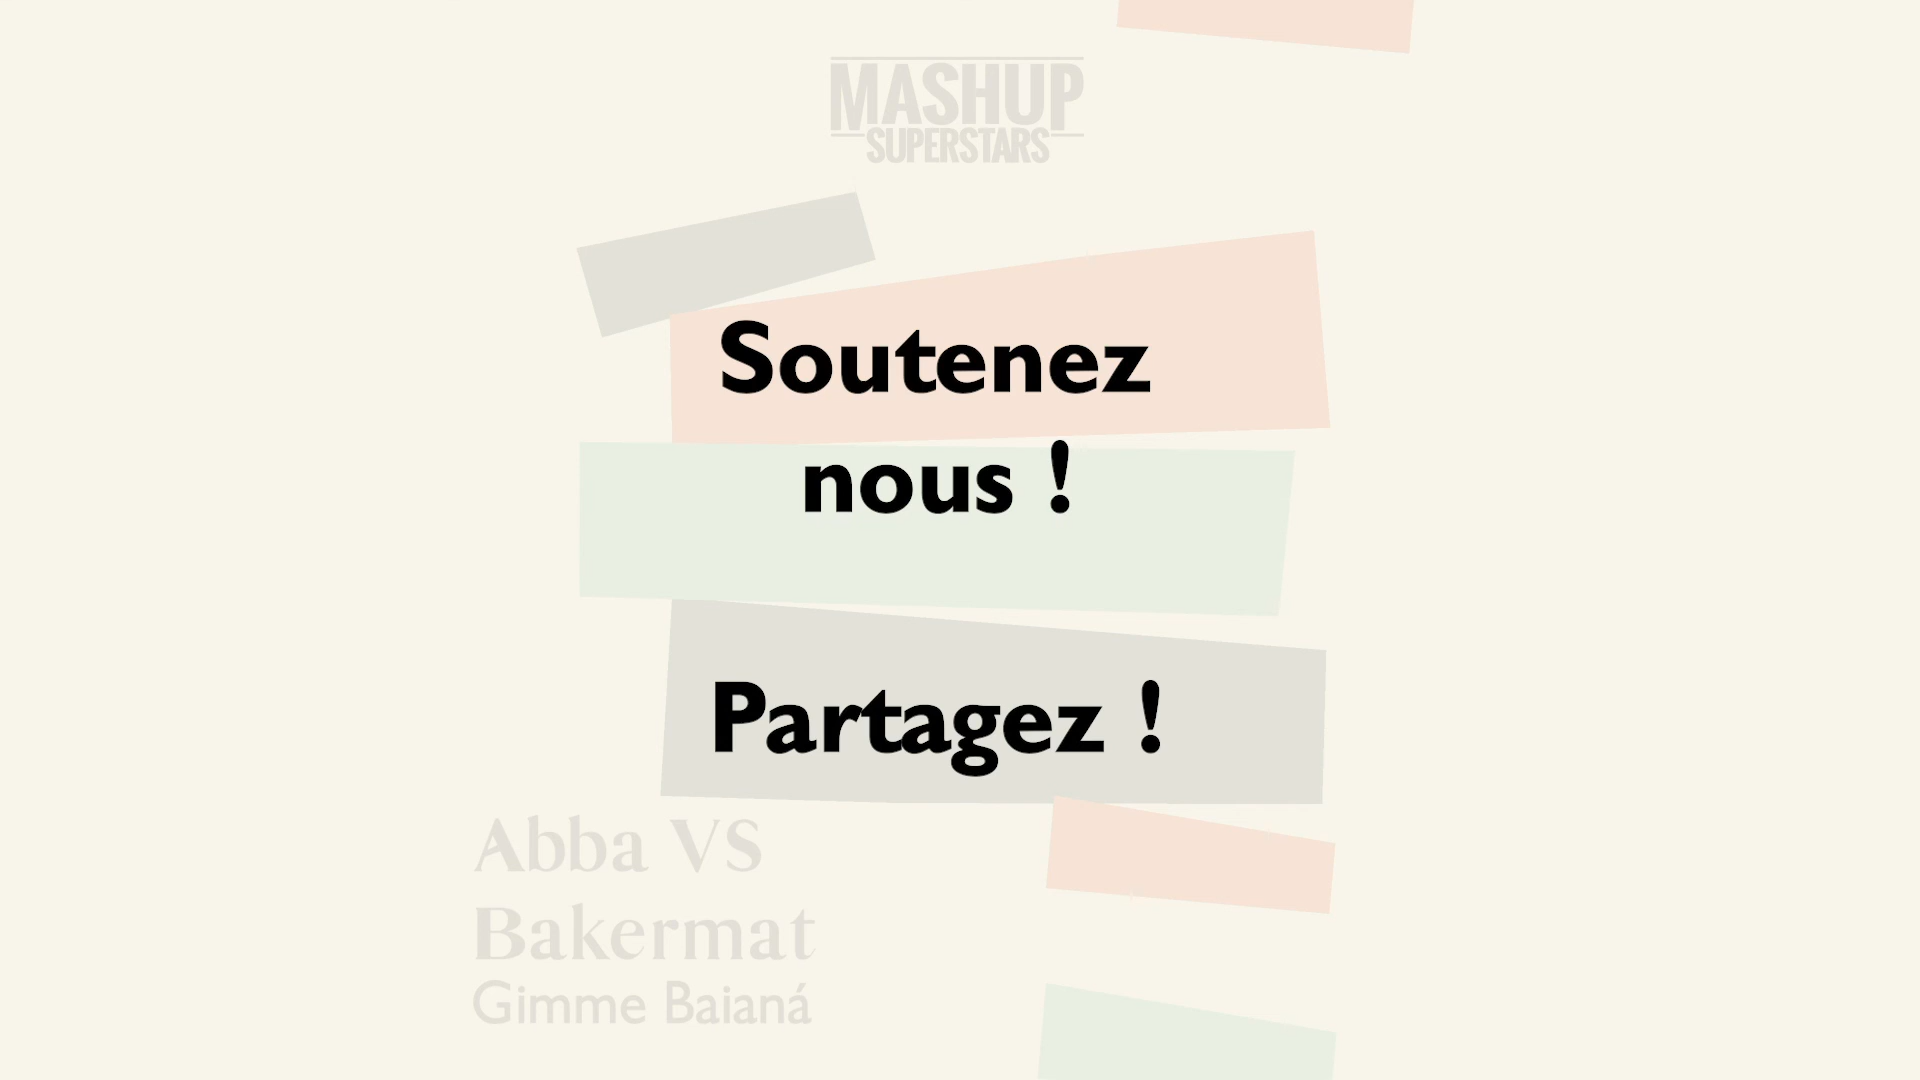 MASHUP
SUPERSTARS
Soutenez
nous !
Partagez !
Abba VS
Bakermat
Gimme Baianá